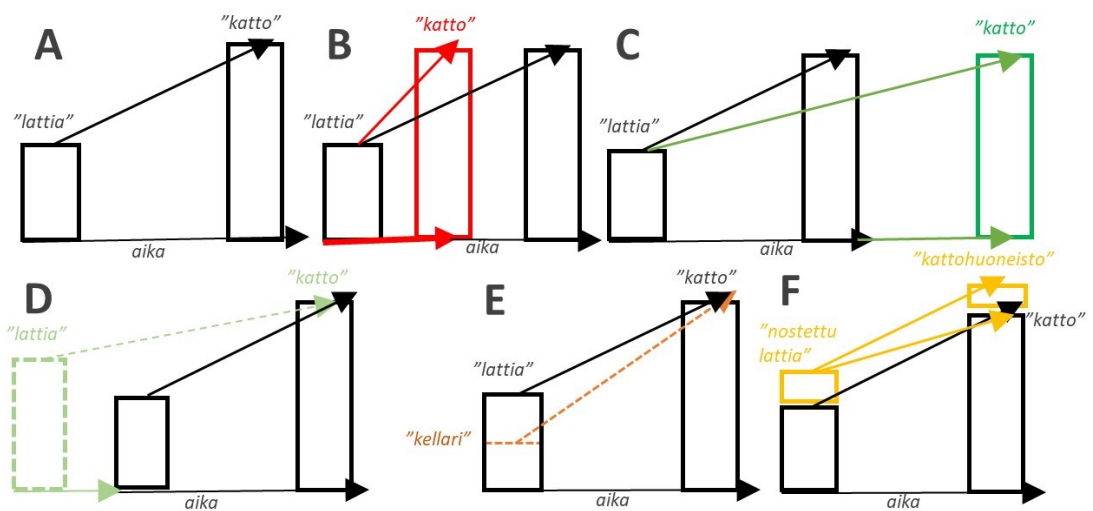 A
"lattia"
"katto"
aika
B
"lattia"
"katto"
aika
C
"lattia"
"katto"
aika
D
"lattia"
"katto"
aika
E
"lattia"
"kellari"
"katto"
aika
F
"kattohuoneisto"
"nostettu
lattia"
"katto"
aika